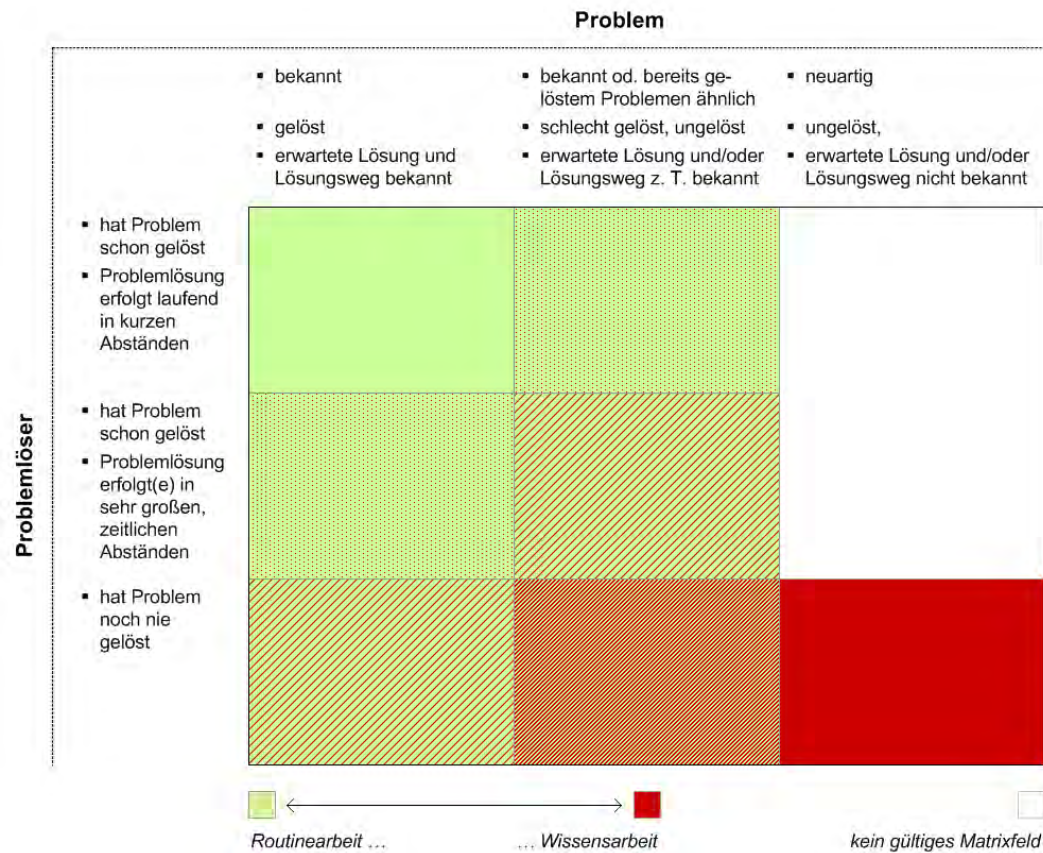 Problem
▪ bekannt
▪ bekannt od. bereits ge-
löstem Problemen ähnlich
▪ neuartig
▪ gelöst
▪ schlecht gelöst, ungelöst
▪ ungelöst,
▪ erwartete Lösung und
Lösungsweg bekannt
▪ erwartete Lösung und/oder
Lösungsweg z. T. bekannt
▪ erwartete Lösung und/oder
Lösungsweg nicht bekannt
Problemlöser
▪ hat Problem
schon gelöst
▪ Problemlösung
erfolgt laufend
in kurzen
Abständen
▪ hat Problem
schon gelöst
▪ Problemlösung
erfolgt(e) in
sehr großen,
zeitlichen
Abständen
▪ hat Problem
noch nie
gelöst
Routinearbeit …
… Wissensarbeit
kein gültiges Matrixfeld